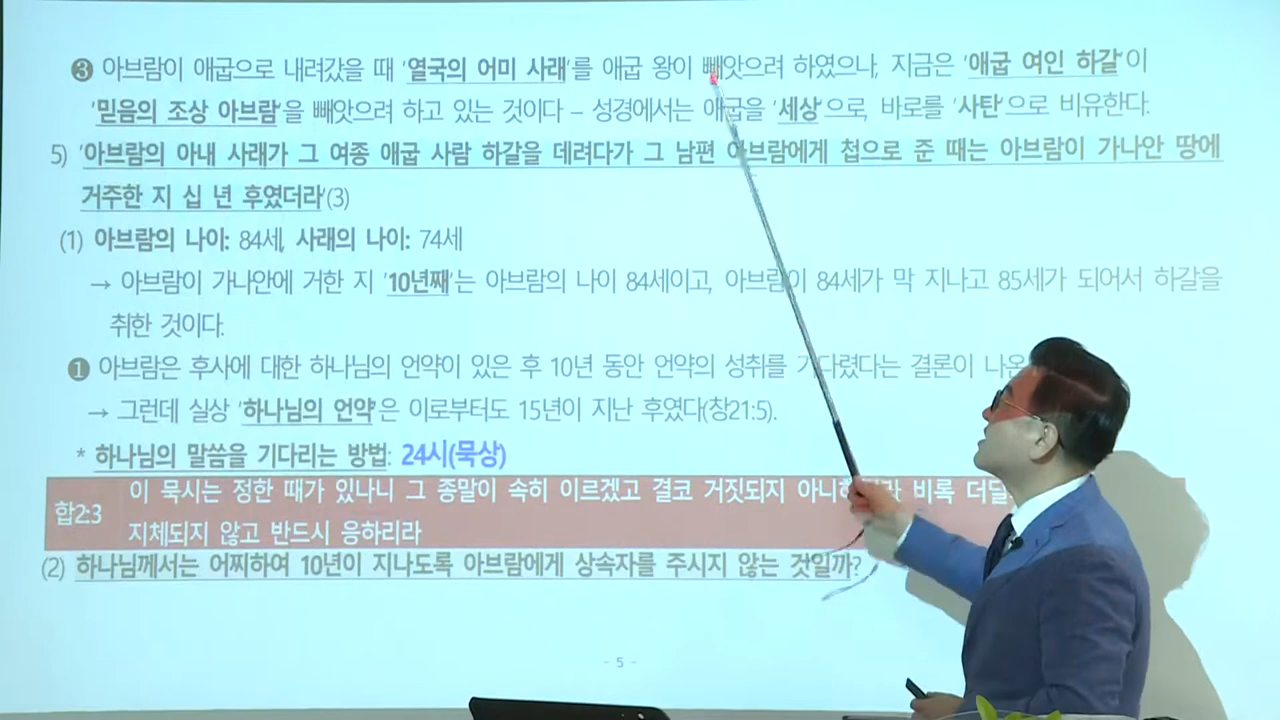 ❸ 아브람이 애굽으로 내려갔을 때 '열국의 어미 사래'를 애굽 왕이 빼앗으려 하였으나, 지금은 '애굽 여인 하갈'이
'믿음의 조상 아브람'을 빼앗으려 하고 있는 것이다 – 성경에서는 애굽을 '세상'으로, 바로를 '사탄'으로 비유한다.
5) '아브람의 아내 사래가 그 여종 애굽 사람 하갈을 데려다가 그 남편 아브람에게 첩으로 준 때는 아브람이 가나안 땅에
거주한 지 십 년 후였더라'(3)
(1) 아브람의 나이: 84세, 사래의 나이: 74세
→ 아브람이 가나안에 거한 지 '10년째'는 아브람의 나이 84세이고, 아브람이 84세가 막 지나고 85세가 되어서 하갈을
취한 것이다.
❶ 아브람은 후사에 대한 하나님의 언약이 있은 후 10년 동안 언약의 성취를 기다렸다는 결론이
→ 그런데 실상 '하나님의 언약'은 이로부터도 15년이 지난 후였다(창21:5).
* 하나님의 말씀을 기다리는 방법: 24시(묵상)
합2:3 이 묵시는 정한 때가 있나니 그 종말이 속히 이르겠고 결코 거짓되지 비록
지체되지 않고 반드시 응하리라
(2) 하나님께서는 어찌하여 10년이 지나도록 아브람에게 상속자를 주시지 않는 것일까?
- 5 -